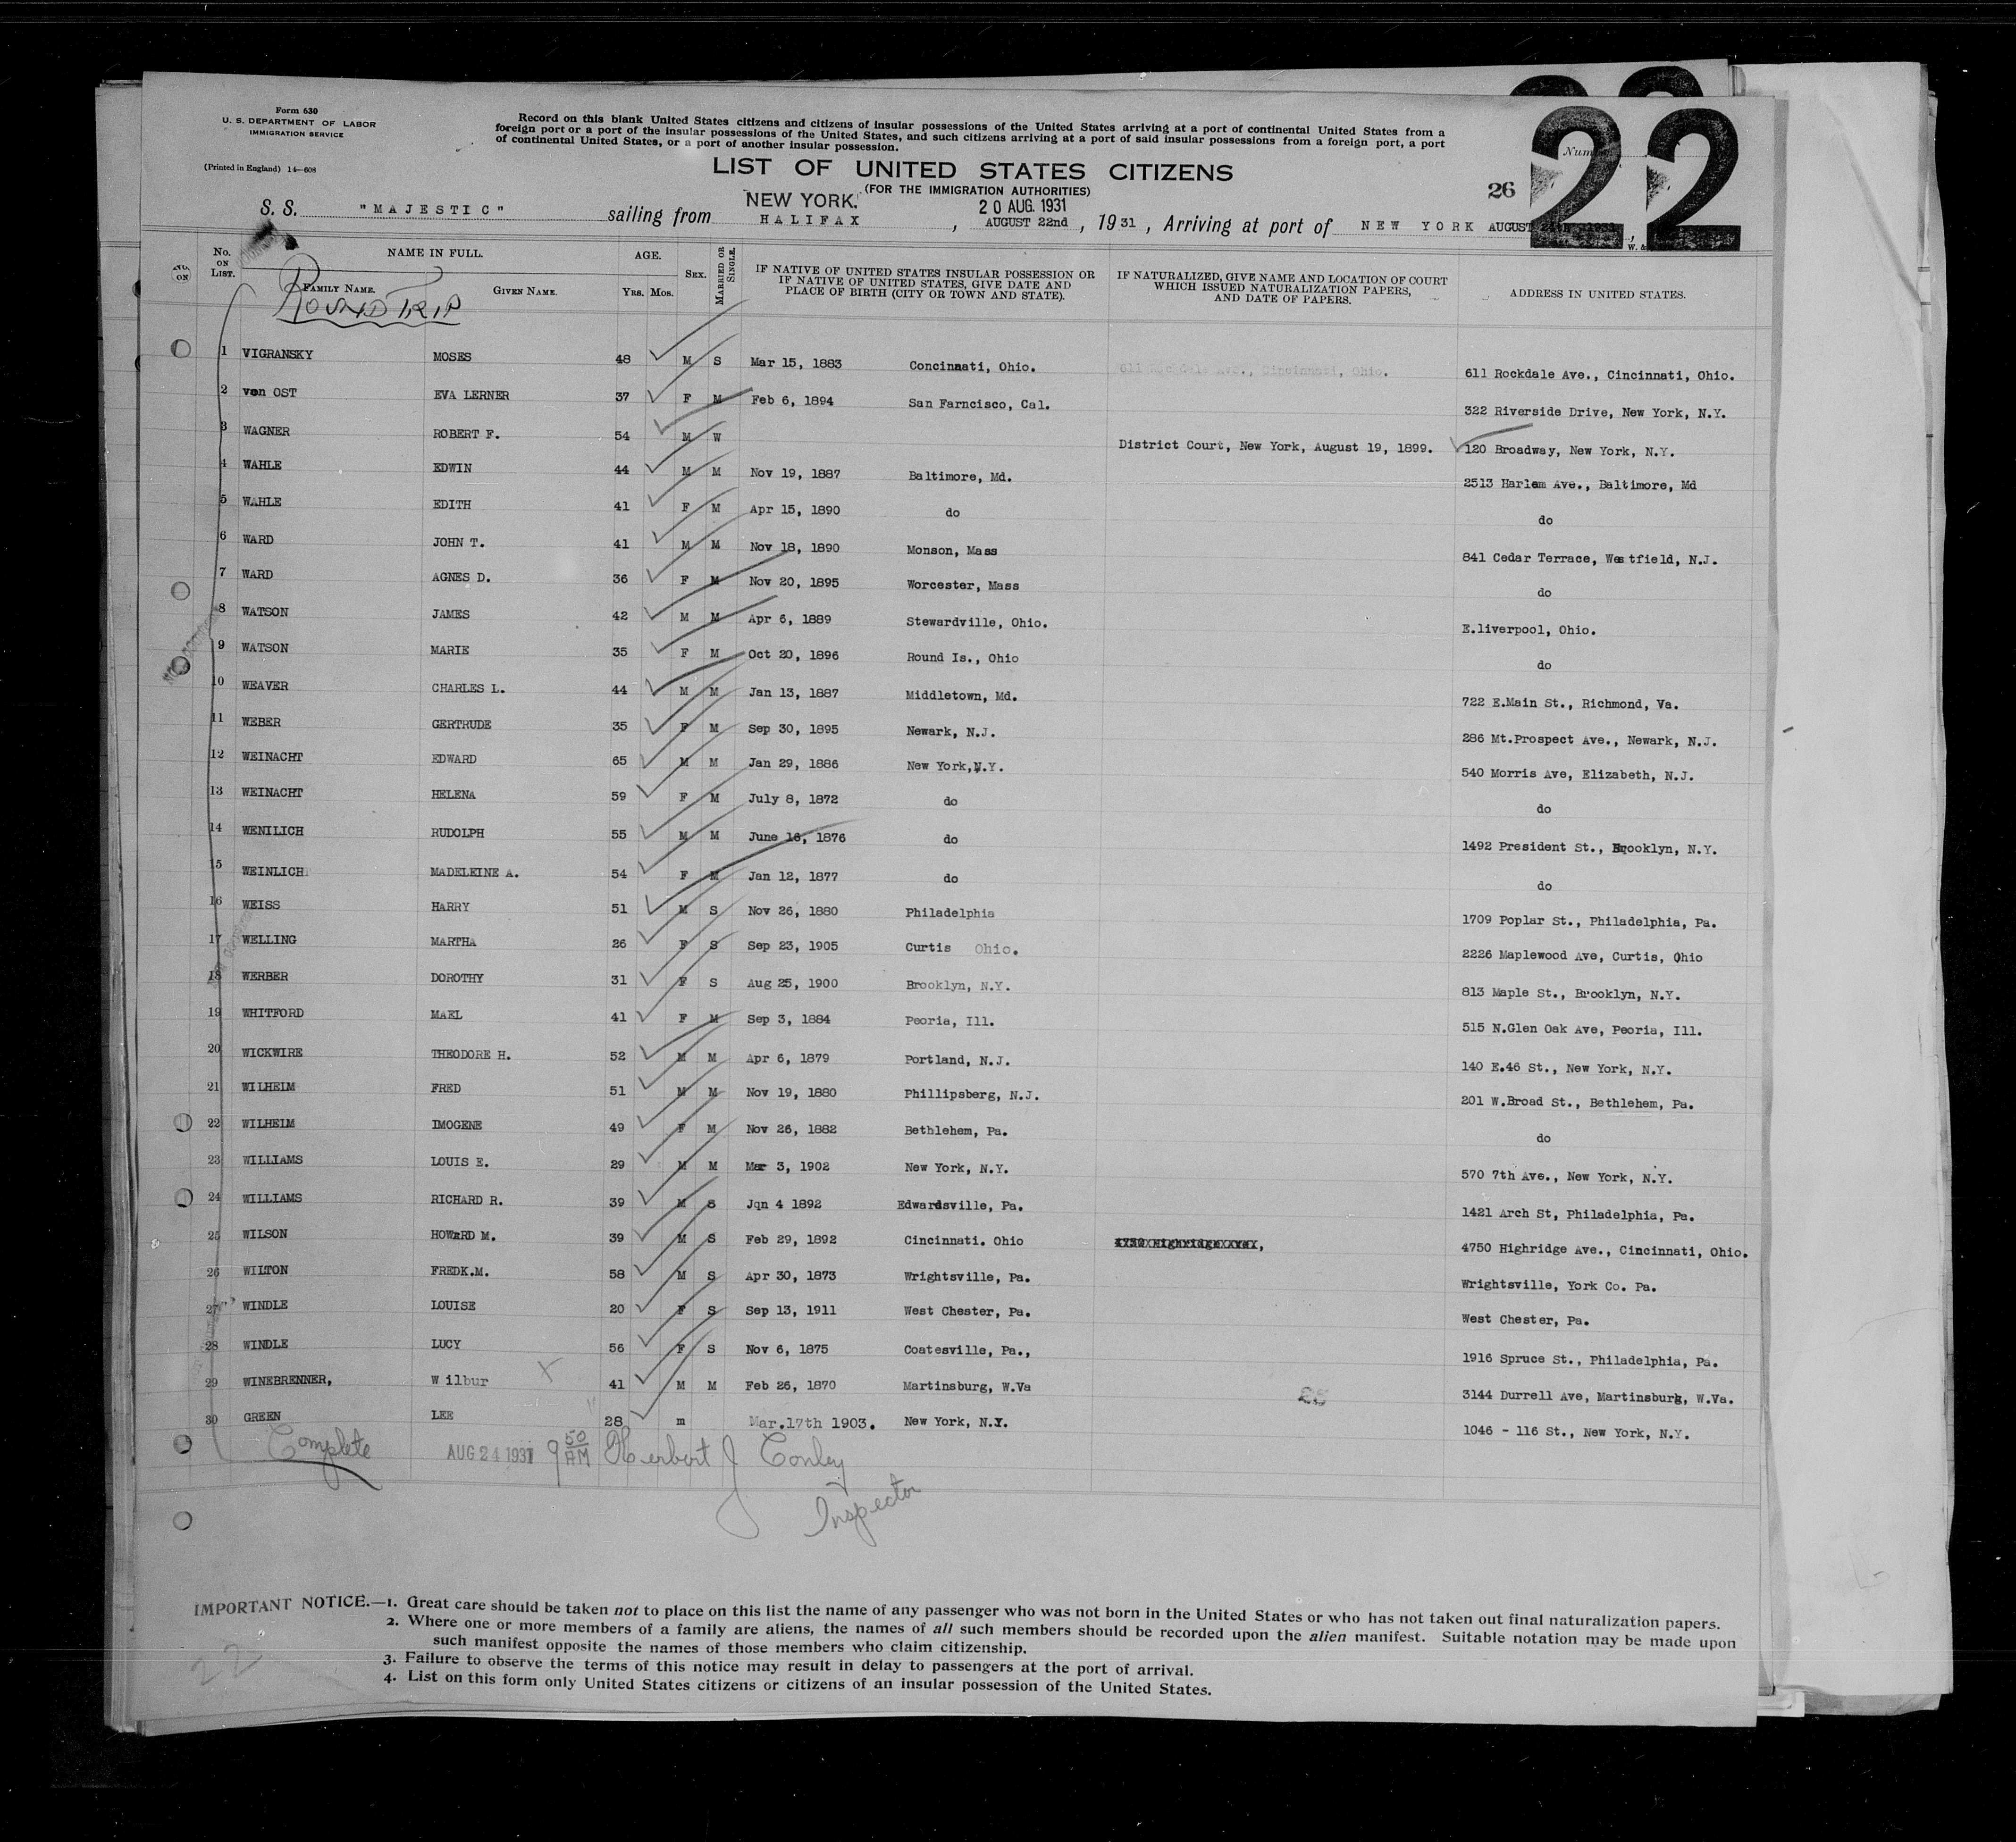 Form 630
U. S. DEPARTMENT OF LABOR
IMMIGRATION SERVICE
(Printed in England) 14—608
Record on this blank United States citizens and citizens of insular possessions of the United States arriving at a port of continental United States from a
foreign port or a port of the insular possessions of the United States, and such citizens arriving at a port of said insular possessions from a foreign port, a port
of continental United States, or a port of another insular possession.
22
26
LIST OF UNITED STATES CITIZENS
(FOR THE IMMIGRATION AUTHORITIES)
NEW YORK. 20 AUG. 1931
S. S. "MAJESTIC" sailing from HALIFAX, AUGUST 22nd, 1931, Arriving at port of NEW YORK AUGUST
No. ON LIST. NAME IN FULL. AGE. SEX. MARRIED OR SINGLE. IF NATIVE OF UNITED STATES INSULAR POSSESSION OR IF NATIVE OF UNITED STATES, GIVE DATE AND PLACE OF BIRTH (CITY OR TOWN AND STATE). IF NATURALIZED, GIVE NAME AND LOCATION OF COURT WHICH ISSUED NATURALIZATION PAPERS, AND DATE OF PAPERS. ADDRESS IN UNITED STATES.
FAMILY NAME. GIVEN NAME. Yrs. Mos.
ROUND TRIP
1 VIGRANSKY MOSES 48 M S Mar 15, 1883 Concinnati, Ohio. 611 Rockdale Ave., Cincinnati, Ohio. 611 Rockdale Ave., Cincinnati, Ohio.
2 von OST EVA LERNER 37 F M Feb 6, 1894 San Farncisco, Cal. 322 Riverside Drive, New York, N.Y.
3 WAGNER ROBERT F. 54 M W District Court, New York, August 19, 1899. 120 Broadway, New York, N.Y.
4 WAHLE EDWIN 44 M M Nov 19, 1887 Baltimore, Md. 2513 Harlem Ave., Baltimore, Md
5 WAHLE EDITH 41 F M Apr 15, 1890 do do
6 WARD JOHN T. 41 M M Nov 18, 1890 Monson, Mass 841 Cedar Terrace, Westfield, N.J.
7 WARD AGNES D. 36 F M Nov 20, 1895 Worcester, Mass do
8 WATSON JAMES 42 M M Apr 6, 1889 Stewardville, Ohio. E.liverpool, Ohio.
9 WATSON MARIE 35 F M Oct 20, 1896 Round Is., Ohio do
10 WEAVER CHARLES L. 44 M M Jan 13, 1887 Middletown, Md. 722 E.Main St., Richmond, Va.
11 WEBER GERTRUDE 35 F M Sep 30, 1895 Newark, N.J. 286 Mt.Prospect Ave., Newark, N.J.
12 WEINACHT EDWARD 65 M M Jan 29, 1886 New York,N.Y. 540 Morris Ave, Elizabeth, N.J.
13 WEINACHT HELENA 59 F M July 8, 1872 do do
14 WENILICH RUDOLPH 55 M M June 16, 1876 do 1492 President St., Brooklyn, N.Y.
15 WEINLICH MADELEINE A. 54 F M Jan 12, 1877 do do
16 WEISS HARRY 51 M S Nov 26, 1880 Philadelphia 1709 Poplar St., Philadelphia, Pa.
17 WELLING MARTHA 26 F S Sep 23, 1905 Curtis Ohio. 2226 Maplewood Ave, Curtis, Ohio
18 WERBER DOROTHY 31 F S Aug 25, 1900 Brooklyn, N.Y. 813 Maple St., Brooklyn, N.Y.
19 WHITFORD MAEL 41 F M Sep 3, 1884 Peoria, Ill. 515 N.Glen Oak Ave, Peoria, Ill.
20 WICKWIRE THEODORE H. 52 M M Apr 6, 1879 Portland, N.J. 140 E.46 St., New York, N.Y.
21 WILHEIM FRED 51 M M Nov 19, 1880 Phillipsberg, N.J. 201 W.Broad St., Bethlehem, Pa.
22 WILHEIM IMOGENE 49 F M Nov 26, 1882 Bethlehem, Pa. do
23 WILLIAMS LOUIS E. 29 M M Mar 3, 1902 New York, N.Y. 570 7th Ave., New York, N.Y.
24 WILLIAMS RICHARD R. 39 M S Jqn 4 1892 Edwardsville, Pa. 1421 Arch St, Philadelphia, Pa.
25 WILSON HOWARD M. 39 M S Feb 29, 1892 Cincinnati. Ohio 4750 Highridge Ave., Cincinnati, Ohio.
26 WILTON FREDK.M. 58 M S Apr 30, 1873 Wrightsville, Pa. Wrightsville, York Co. Pa.
27 WINDLE LOUISE 20 F S Sep 13, 1911 West Chester, Pa. West Chester, Pa.
28 WINDLE LUCY 56 F S Nov 6, 1875 Coatesville, Pa., 1916 Spruce St., Philadelphia, Pa.
29 WINEBRENNER, Wilbur 41 M M Feb 26, 1870 Martinsburg, W.Va 3144 Durrell Ave, Martinsburg, W.Va.
30 GREEN LEE 28 m Mar.17th 1903. New York, N.Y. 1046 - 116 St., New York, N.Y.
Complete AUG 24 1931 9 50 AM Herbert J Conley
Inspector
IMPORTANT NOTICE.—1. Great care should be taken not to place on this list the name of any passenger who was not born in the United States or who has not taken out final naturalization papers.
2. Where one or more members of a family are aliens, the names of all such members should be recorded upon the alien manifest. Suitable notation may be made upon
such manifest opposite the names of those members who claim citizenship.
3. Failure to observe the terms of this notice may result in delay to passengers at the port of arrival.
4. List on this form only United States citizens or citizens of an insular possession of the United States.
22